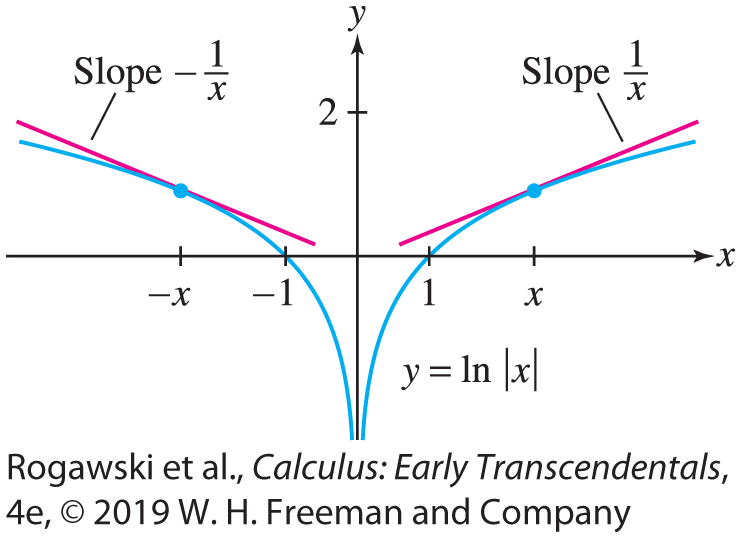 y
Slope −1/x
Slope 1/x
2
x
−x
−1
1
x
y = ln |x|
Rogawski et al., Calculus: Early Transcendentals,
4e, © 2019 W. H. Freeman and Company